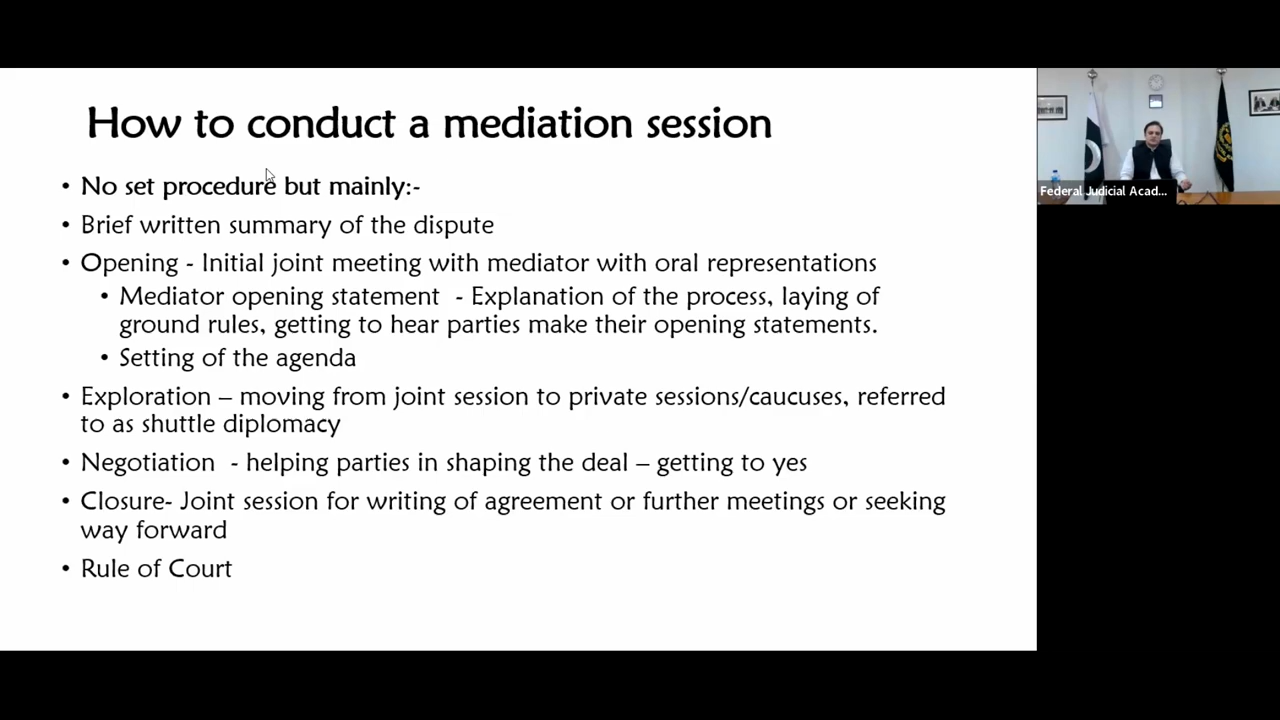 How to conduct a mediation session
• No set procedure but mainly:-
• Brief written summary of the dispute
• Opening - Initial joint meeting with mediator with oral representations
• Mediator opening statement - Explanation of the process, laying of
ground rules, getting to hear parties make their opening statements.
• Setting of the agenda
• Exploration – moving from joint session to private sessions/caucuses, referred
to as shuttle diplomacy
• Negotiation - helping parties in shaping the deal – getting to yes
• Closure- Joint session for writing of agreement or further meetings or seeking
way forward
• Rule of Court
Federal Judicial Acad...